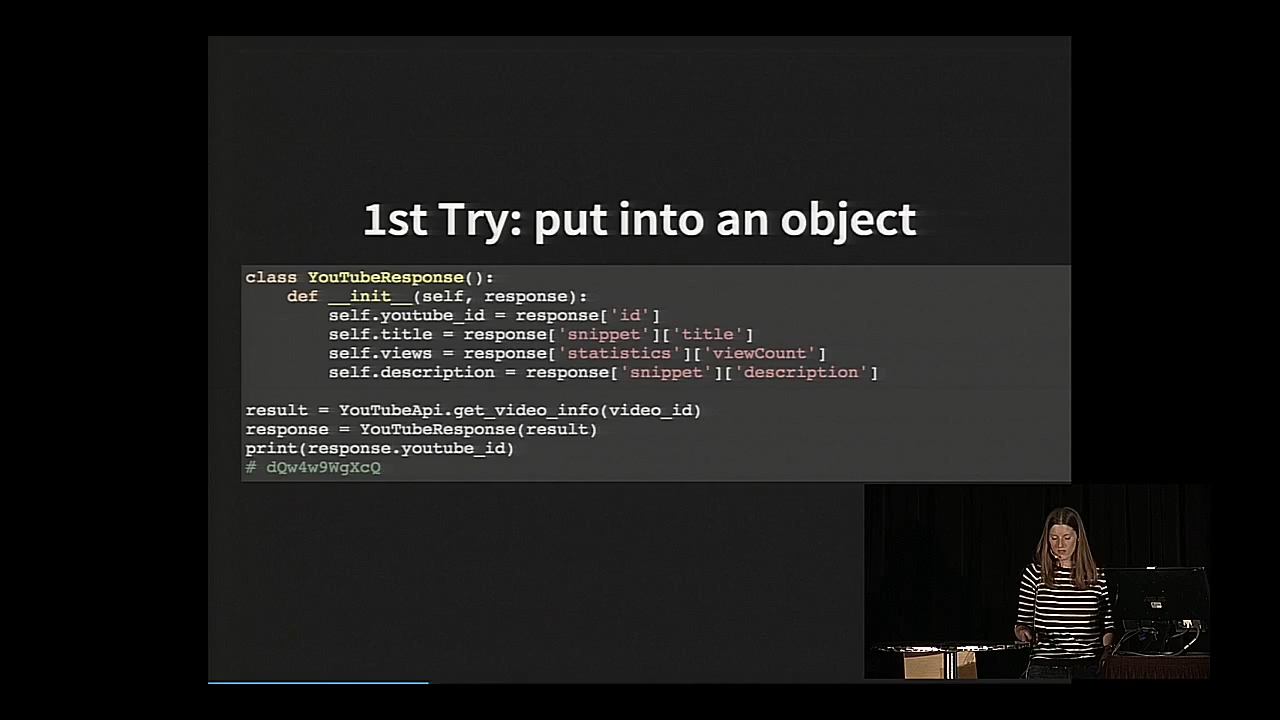 1st Try: put into an object
class YouTubeResponse():
    def __init__(self, response):
        self.youtube_id = response['id']
        self.title = response['snippet']['title']
        self.views = response['statistics']['viewCount']
        self.description = response['snippet']['description']
result = YouTubeApi.get_video_info(video_id)
response = YouTubeResponse(result)
print(response.youtube_id)
# dQw4w9WgXcQ